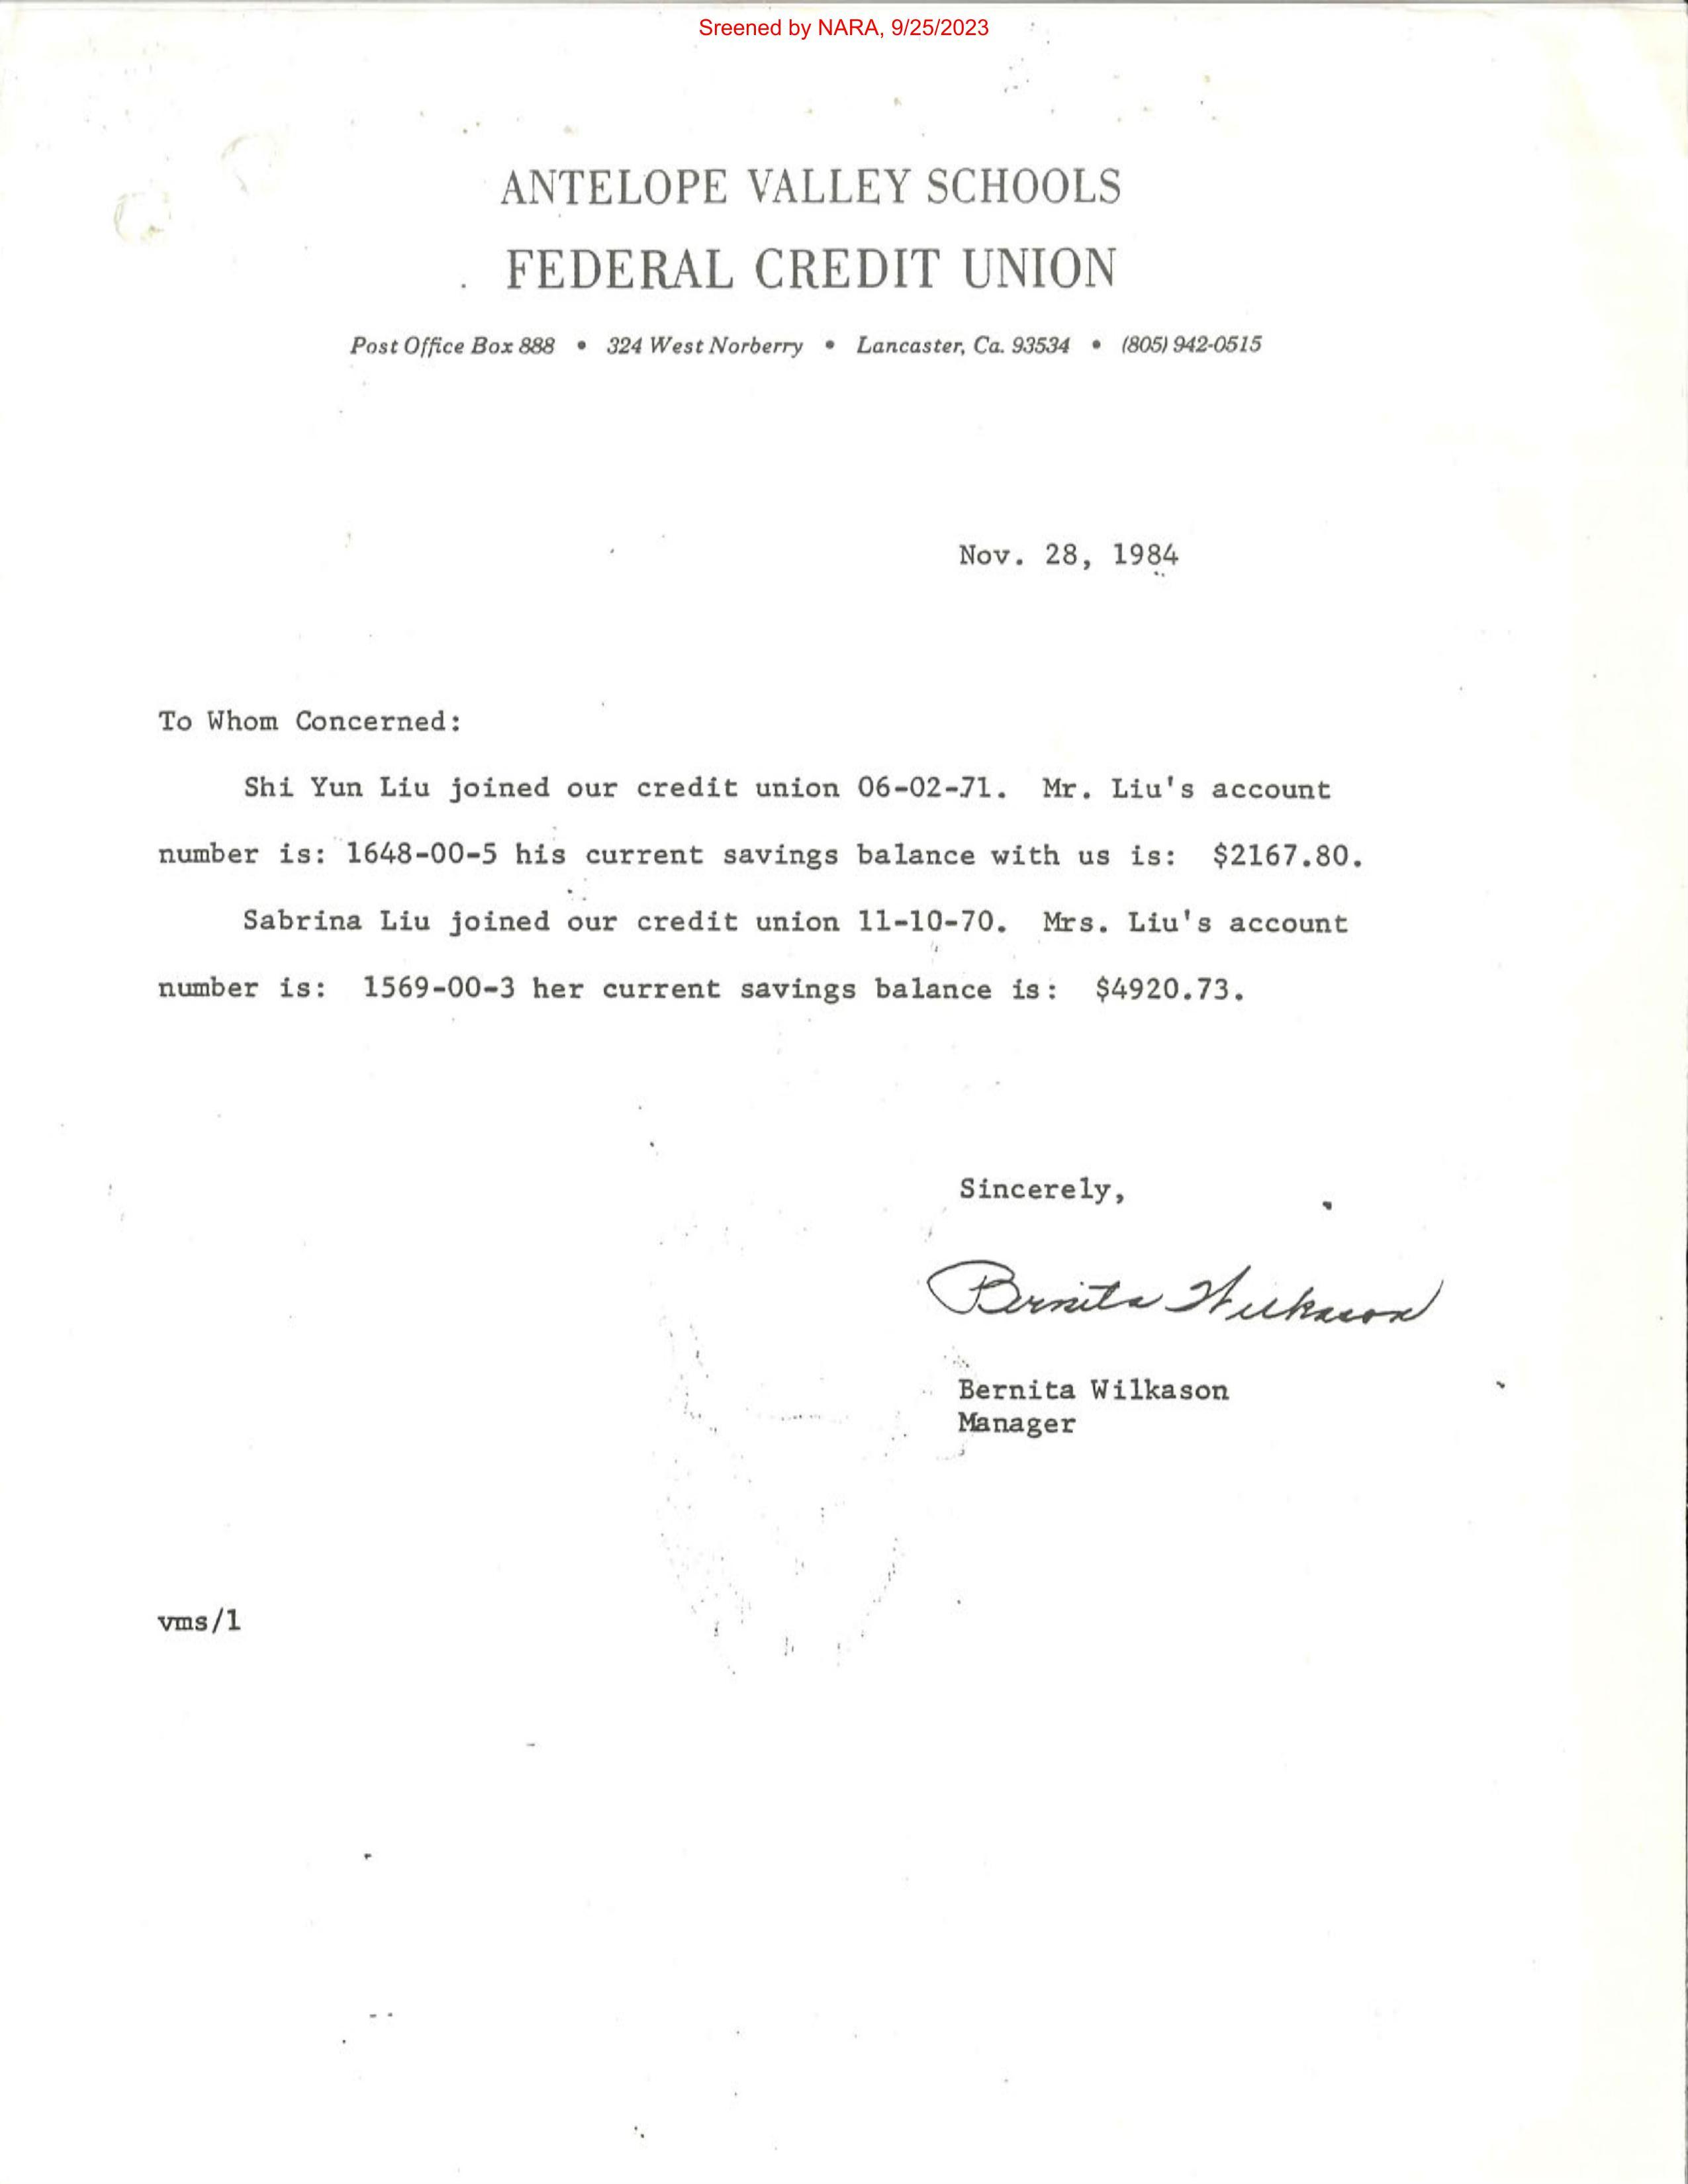 Sreened by NARA, 9/25/2023
ANTELOPE VALLEY SCHOOLS
FEDERAL CREDIT UNION
Post Office Box 888 • 324 West Norberry • Lancaster, Ca. 93534 • (805) 942-0515
Nov. 28, 1984
To Whom Concerned:
Shi Yun Liu joined our credit union 06-02-71. Mr. Liu's account
number is: 1648-00-5 his current savings balance with us is: $2167.80.
Sabrina Liu joined our credit union 11-10-70. Mrs. Liu's account
number is: 1569-00-3 her current savings balance is: $4920.73.
Sincerely,
Bernita Wilkason
Bernita Wilkason
Manager
vms/1